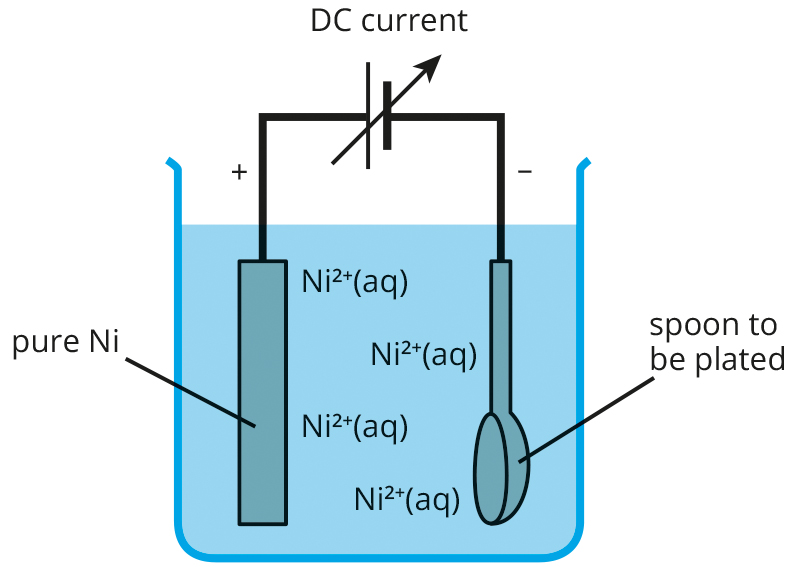 DC current
+
−
Ni²⁺(aq)
pure Ni
Ni²⁺(aq)
spoon to
be plated
Ni²⁺(aq)
Ni²⁺(aq)